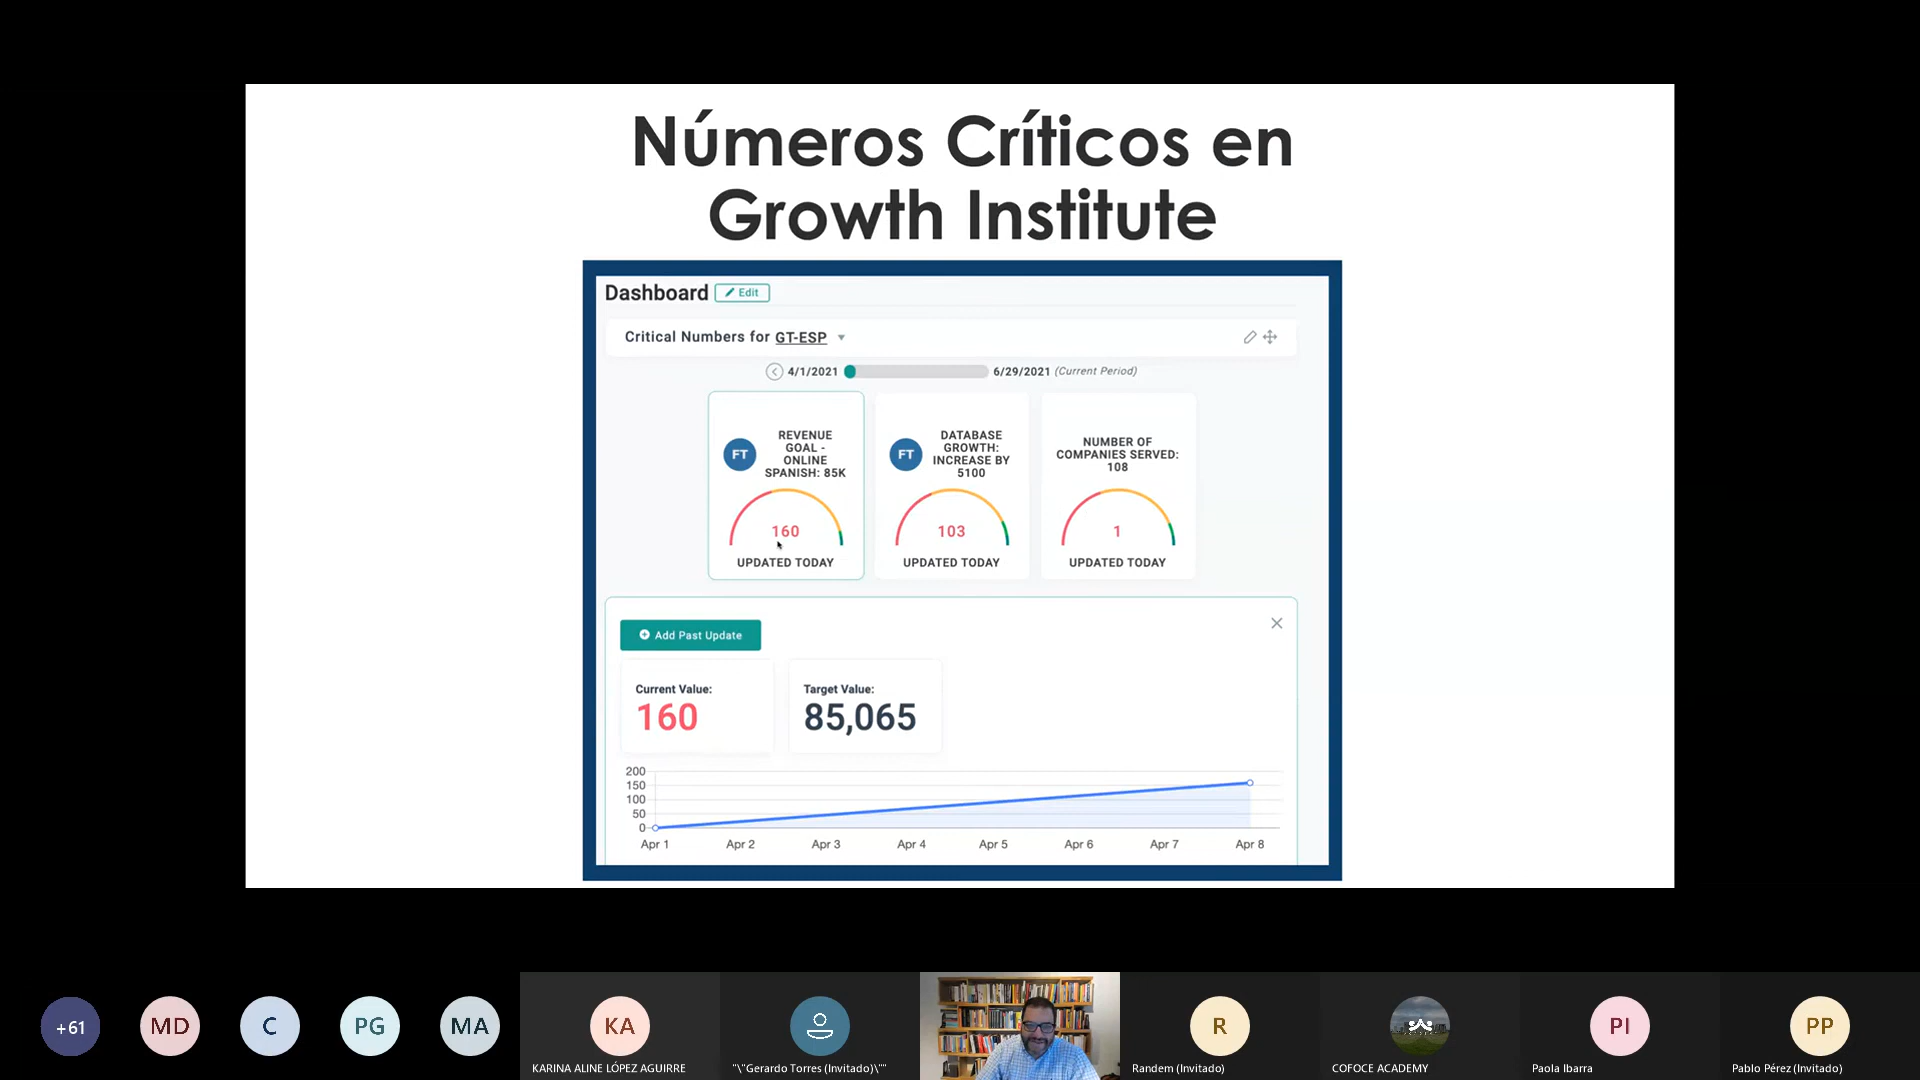 Números Críticos en
Growth Institute
Dashboard
Edit
Critical Numbers for GT-ESP
4/1/2021
6/29/2021 (Current Period)
FT
REVENUE
GOAL -
ONLINE
SPANISH: 85K
160
UPDATED TODAY
FT
DATABASE
GROWTH:
INCREASE BY
5100
103
UPDATED TODAY
NUMBER OF
COMPANIES SERVED:
108
1
UPDATED TODAY
Add Past Update
Current Value:
160
Target Value:
85,065
200
150
100
50
0
Apr 1 Apr 2 Apr 3 Apr 4 Apr 5 Apr 6 Apr 7 Apr 8
+61
MD
C
PG
MA
KA
KARINA ALINE LÓPEZ AGUIRRE
"\"Gerardo Torres (Invitado)\""
R
Randem (Invitado)
COFOCE ACADEMY
PI
Paola Ibarra
PP
Pablo Pérez (Invitado)